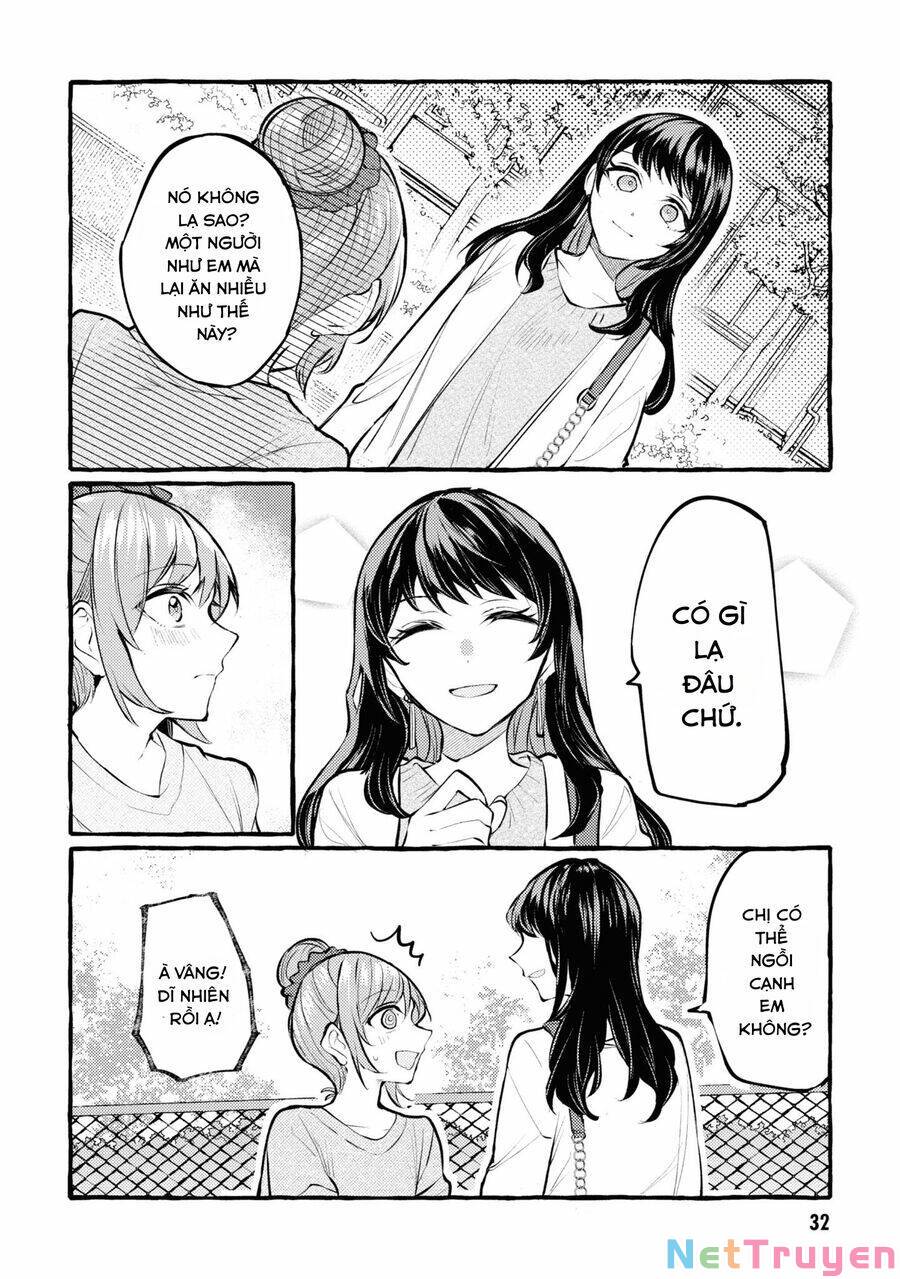 NÓ KHÔNG
LẠ SAO?
MỘT NGƯỜI
NHƯ EM MÀ
LẠI ĂN NHIỀU
NHƯ THẾ
NÀY?
CÓ GÌ
LẠ
ĐÂU
CHỨ.
CHỊ CÓ
THỂ
NGỒI
CẠNH
EM
KHÔNG?
À VÂNG!
DĨ NHIÊN
RỒI Ạ!
32
NetTruyen